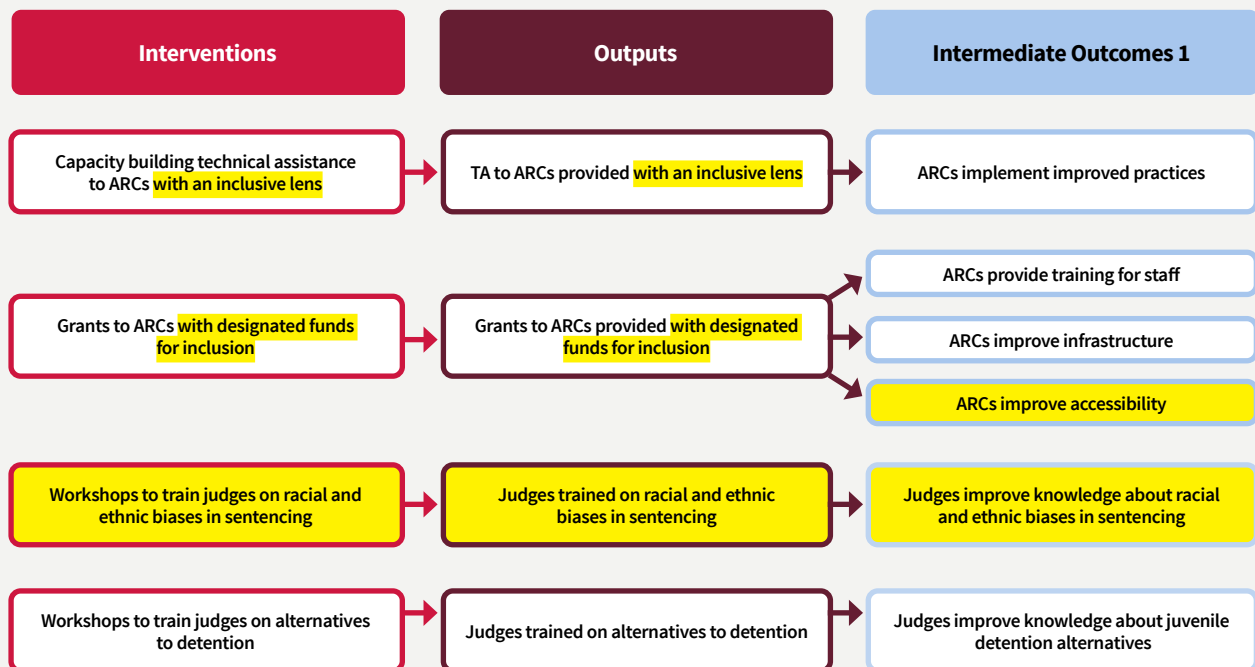 Interventions
Outputs
Intermediate Outcomes 1
Capacity building technical assistance
to ARCs with an inclusive lens
TA to ARCs provided with an inclusive lens
ARCs implement improved practices
Grants to ARCs with designated funds
for inclusion
Grants to ARCs provided with designated
funds for inclusion
ARCs provide training for staff
ARCs improve infrastructure
ARCs improve accessibility
Workshops to train judges on racial and
ethnic biases in sentencing
Judges trained on racial and ethnic
biases in sentencing
Judges improve knowledge about racial
and ethnic biases in sentencing
Workshops to train judges on alternatives
to detention
Judges trained on alternatives to detention
Judges improve knowledge about juvenile
detention alternatives